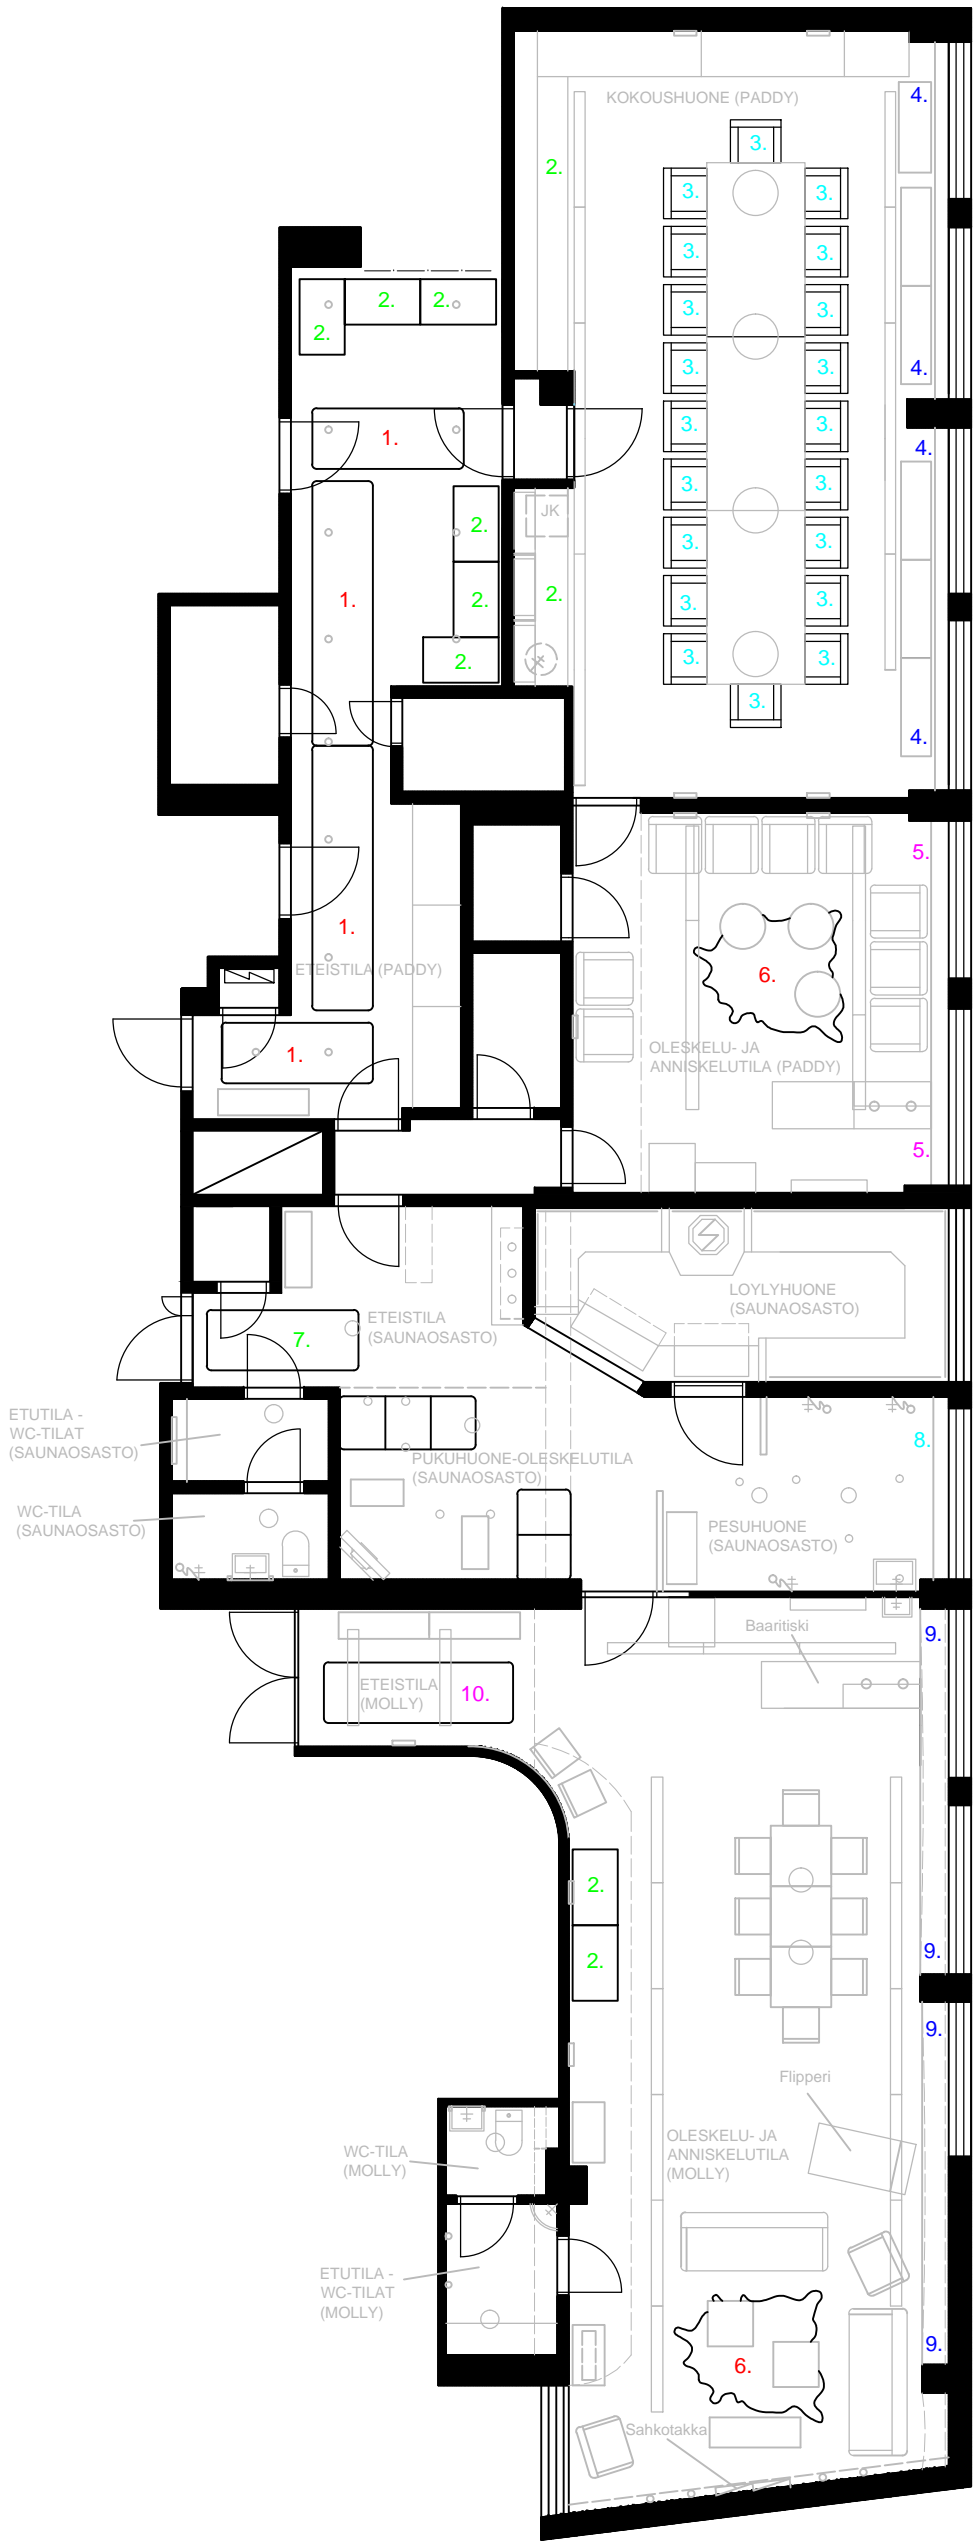 4.
KOKOUSHUONE (PADDY)
3.
2.
3.
3.
3.
3.
2.
2.
2.
3.
3.
3.
3.
4.
1.
3.
3.
4.
3.
3.
2.
JK
3.
3.
2.
1.
2.
3.
3.
2.
3.
3.
3.
4.
5.
1.
ETEISTILA (PADDY)
6.
1.
OLESKELU- JA
ANNISKELUTILA (PADDY)
5.
LOYLYHUONE
(SAUNAOSASTO)
ETEISTILA
(SAUNAOSASTO)
7.
ETUTILA -
WC-TILAT
(SAUNAOSASTO)
8.
PUKUHUONE-OLESKELUTILA
(SAUNAOSASTO)
WC-TILA
(SAUNAOSASTO)
PESUHUONE
(SAUNAOSASTO)
Baaritiski
9.
ETEISTILA
(MOLLY)
10.
2.
9.
2.
9.
Flipperi
OLESKELU- JA
ANNISKELUTILA
(MOLLY)
WC-TILA
(MOLLY)
ETUTILA -
WC-TILAT
(MOLLY)
9.
6.
Sahkotakka